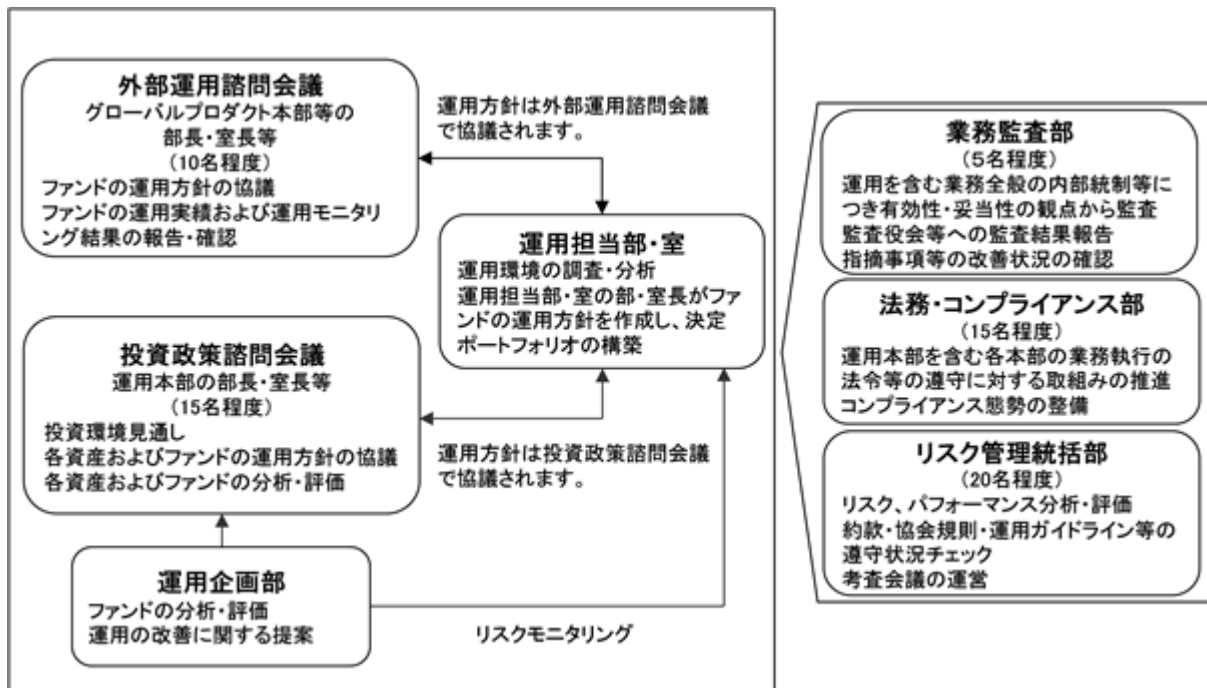 外部運用諮問会議
グローバルプロダクト本部等の
部長・室長等
（10名程度）
ファンドの運用方針の協議
ファンドの運用実績および運用モニタリ
ング結果の報告・確認
運用方針は外部運用諮問会議
で協議されます。
運用担当部・室
運用環境の調査・分析
運用担当部・室の部・室長がファ
ンドの運用方針を作成し、決定
ポートフォリオの構築
投資政策諮問会議
運用本部の部長・室長等
（15名程度）
投資環境見通し
各資産およびファンドの運用方針の協議
各資産およびファンドの分析・評価
運用方針は投資政策諮問会議
で協議されます。
運用企画部
ファンドの分析・評価
運用の改善に関する提案
リスクモニタリング
業務監査部
（5名程度）
運用を含む業務全般の内部統制等に
つき有効性・妥当性の観点から監査
監査役会等への監査結果報告
指摘事項等の改善状況の確認
法務・コンプライアンス部
（15名程度）
運用本部を含む各本部の業務執行の
法令等の遵守に対する取組みの推進
コンプライアンス態勢の整備
リスク管理統括部
（20名程度）
リスク、パフォーマンス分析・評価
約款・協会規則・運用ガイドライン等の
遵守状況チェック
考査会議の運営